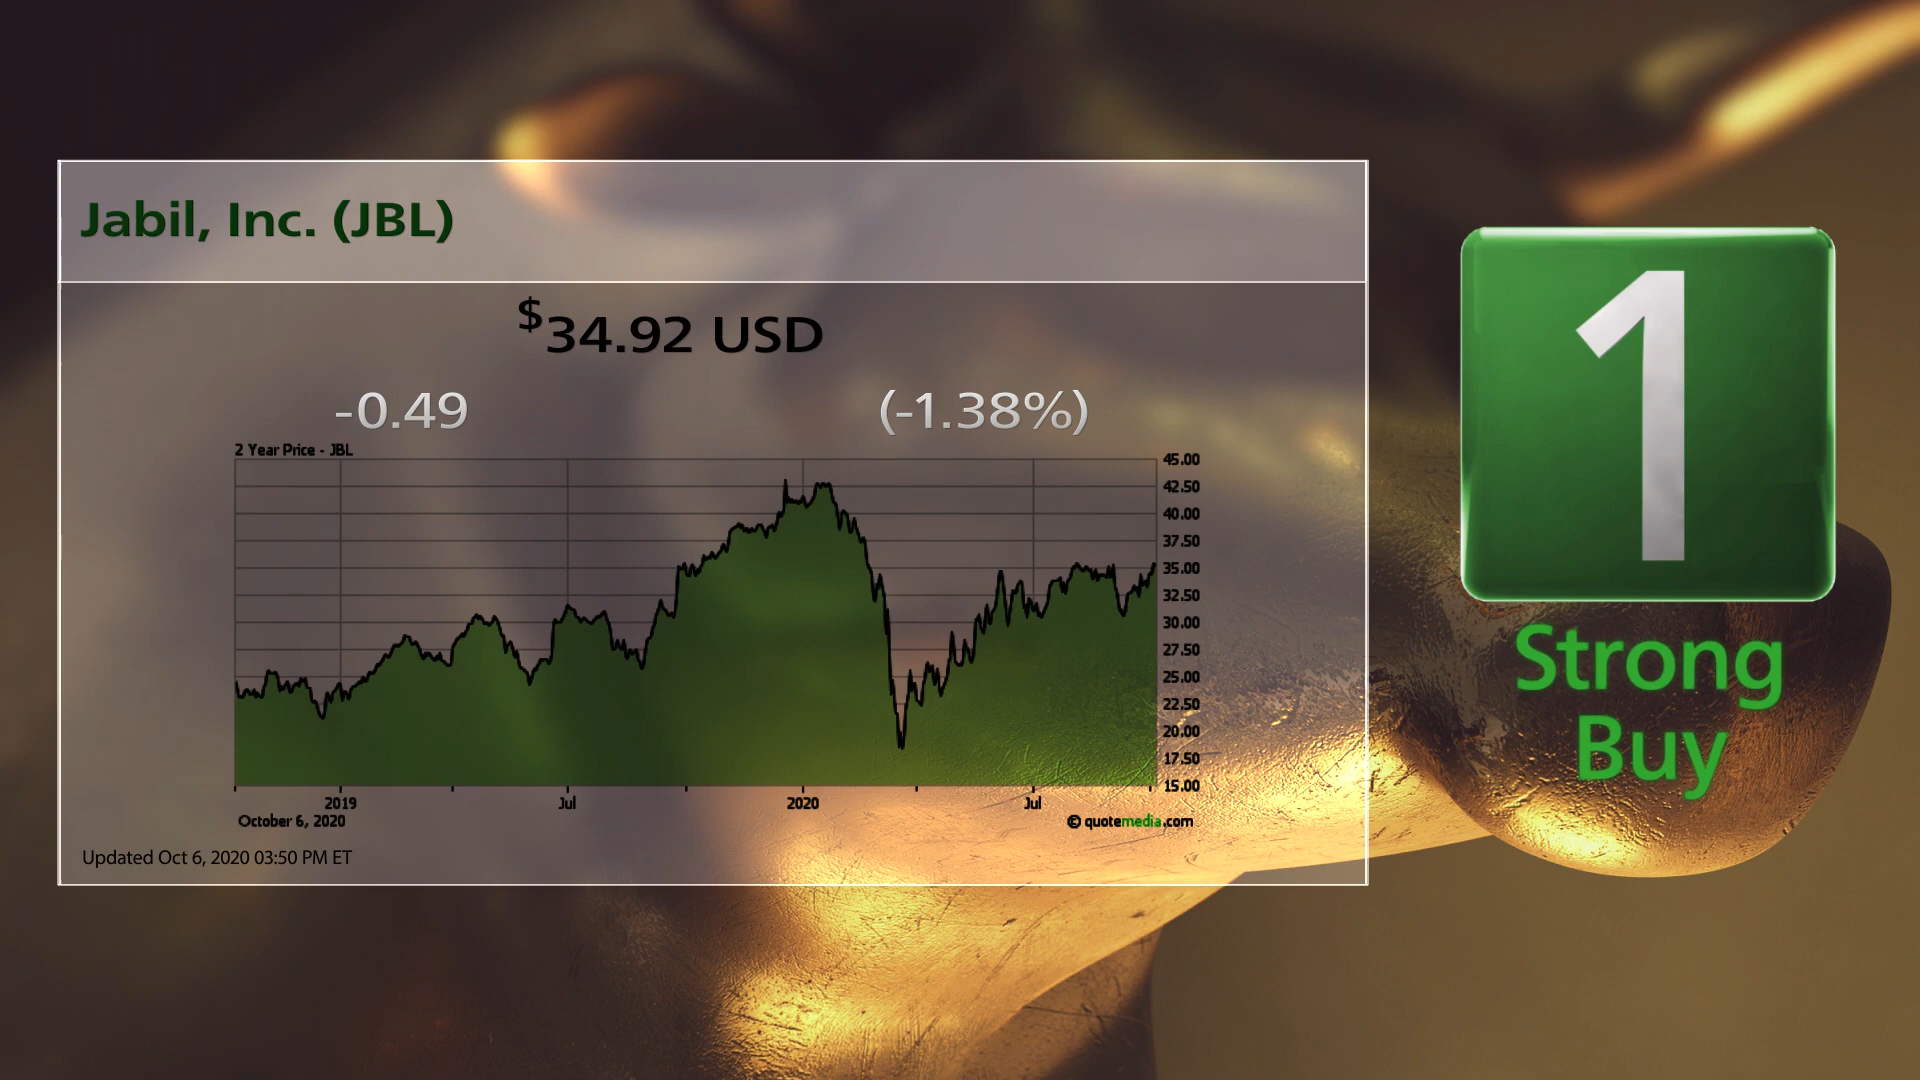 Jabil, Inc. (JBL)
$34.92 USD
-0.49 (-1.38%)
2 Year Price - JBL
45.00
42.50
40.00
37.50
35.00
32.50
30.00
27.50
25.00
22.50
20.00
17.50
15.00
2019 Jul 2020 Jul
October 6, 2020 © quotemedia.com
Updated Oct 6, 2020 03:50 PM ET
1
Strong
Buy